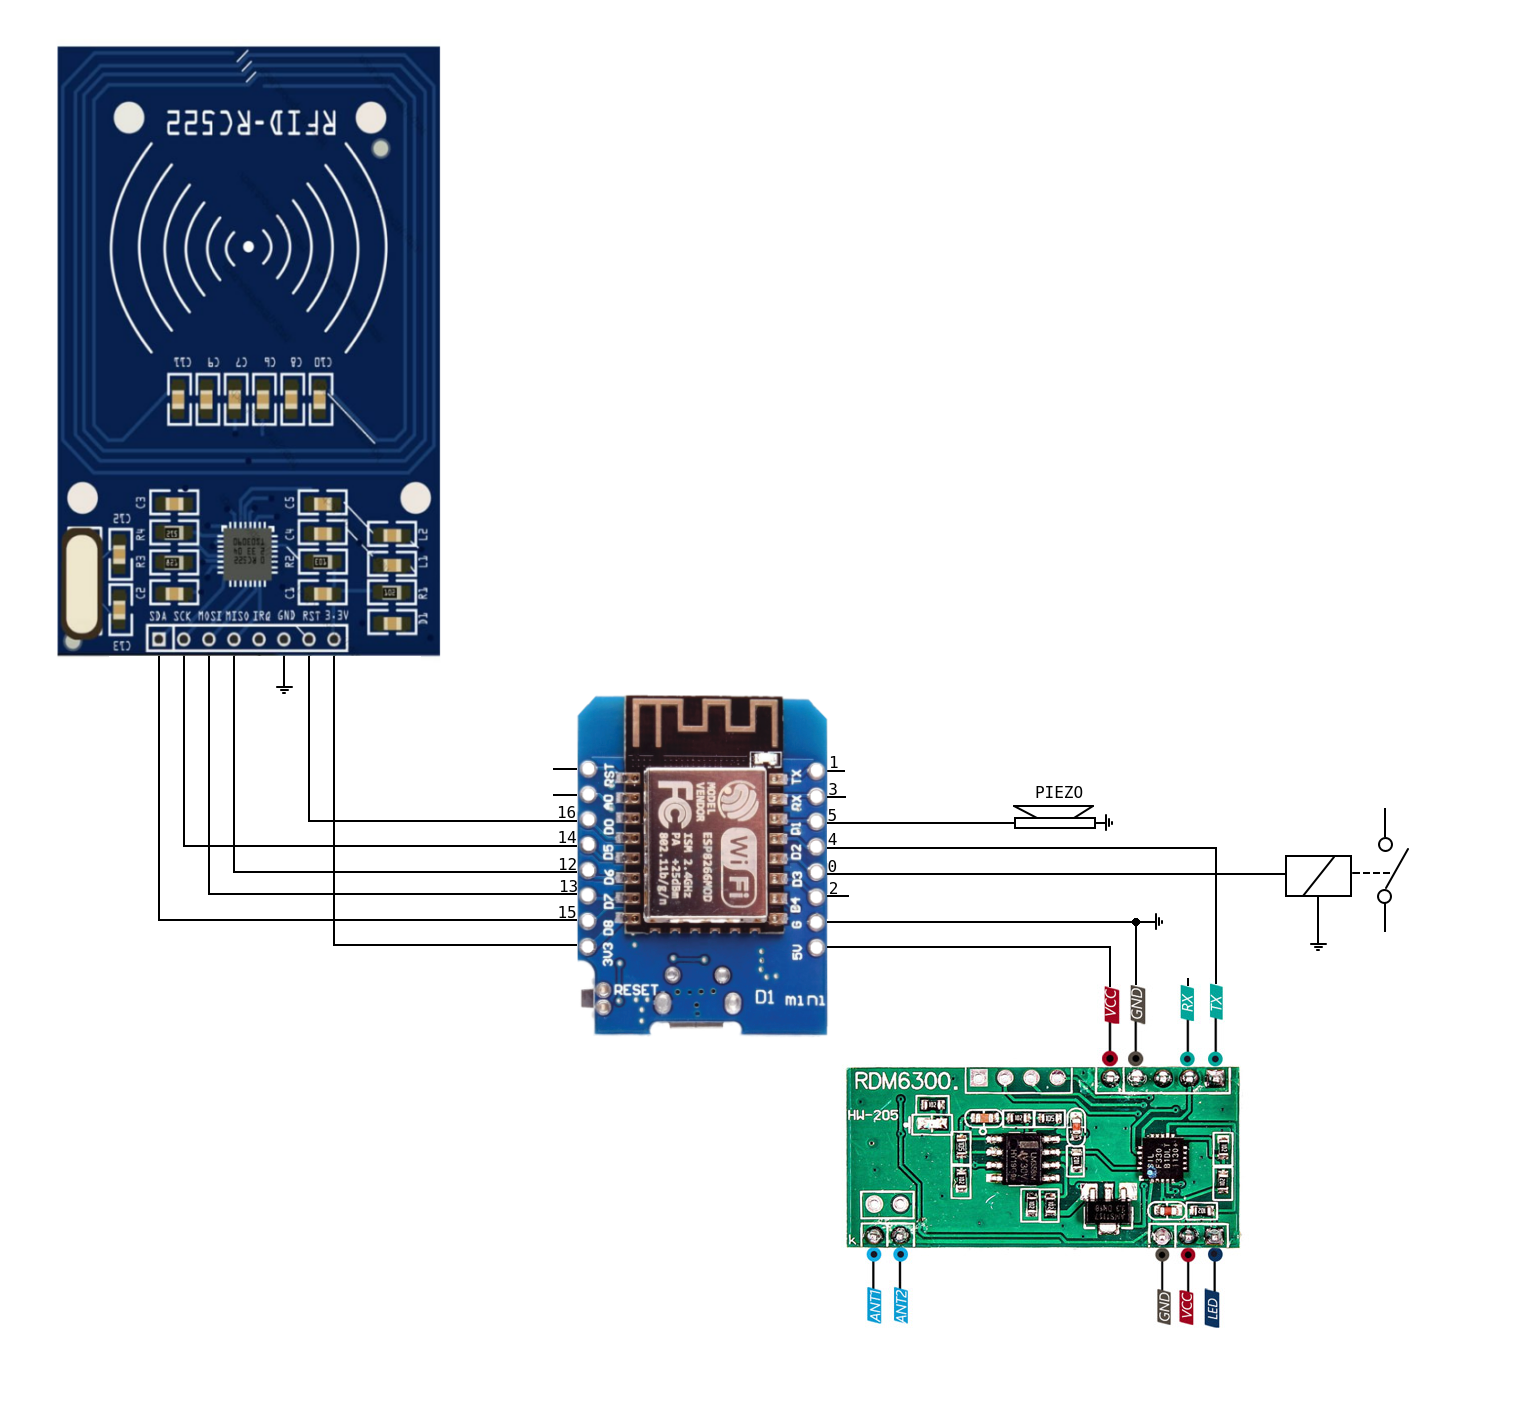 RFID-RC522
C11 C9 C7 C6 C8 C10
C3
R4
R3
C2
C12
C13
C5
C4
R2
C1
L2
L1
R1
D1
SDA SCK MOSI MISO IRQ GND RST 3.3V
16
14
12
13
15
RST
A0
D0
D5
D6
D7
D8
3V3
MODEL
VENDOR
ESP8266MOD
ISM 2.4GHz
PA +25dBm
802.11b/g/n
FC
WiFi
TX
RX
D1
D2
D3
D4
G
5V
RESET
D1 mini
1
3
5
4
0
2
PIEZO
VCC
GND
RX
TX
RDM6300.
HW-205
k
ANT1
ANT2
GND
VCC
LED